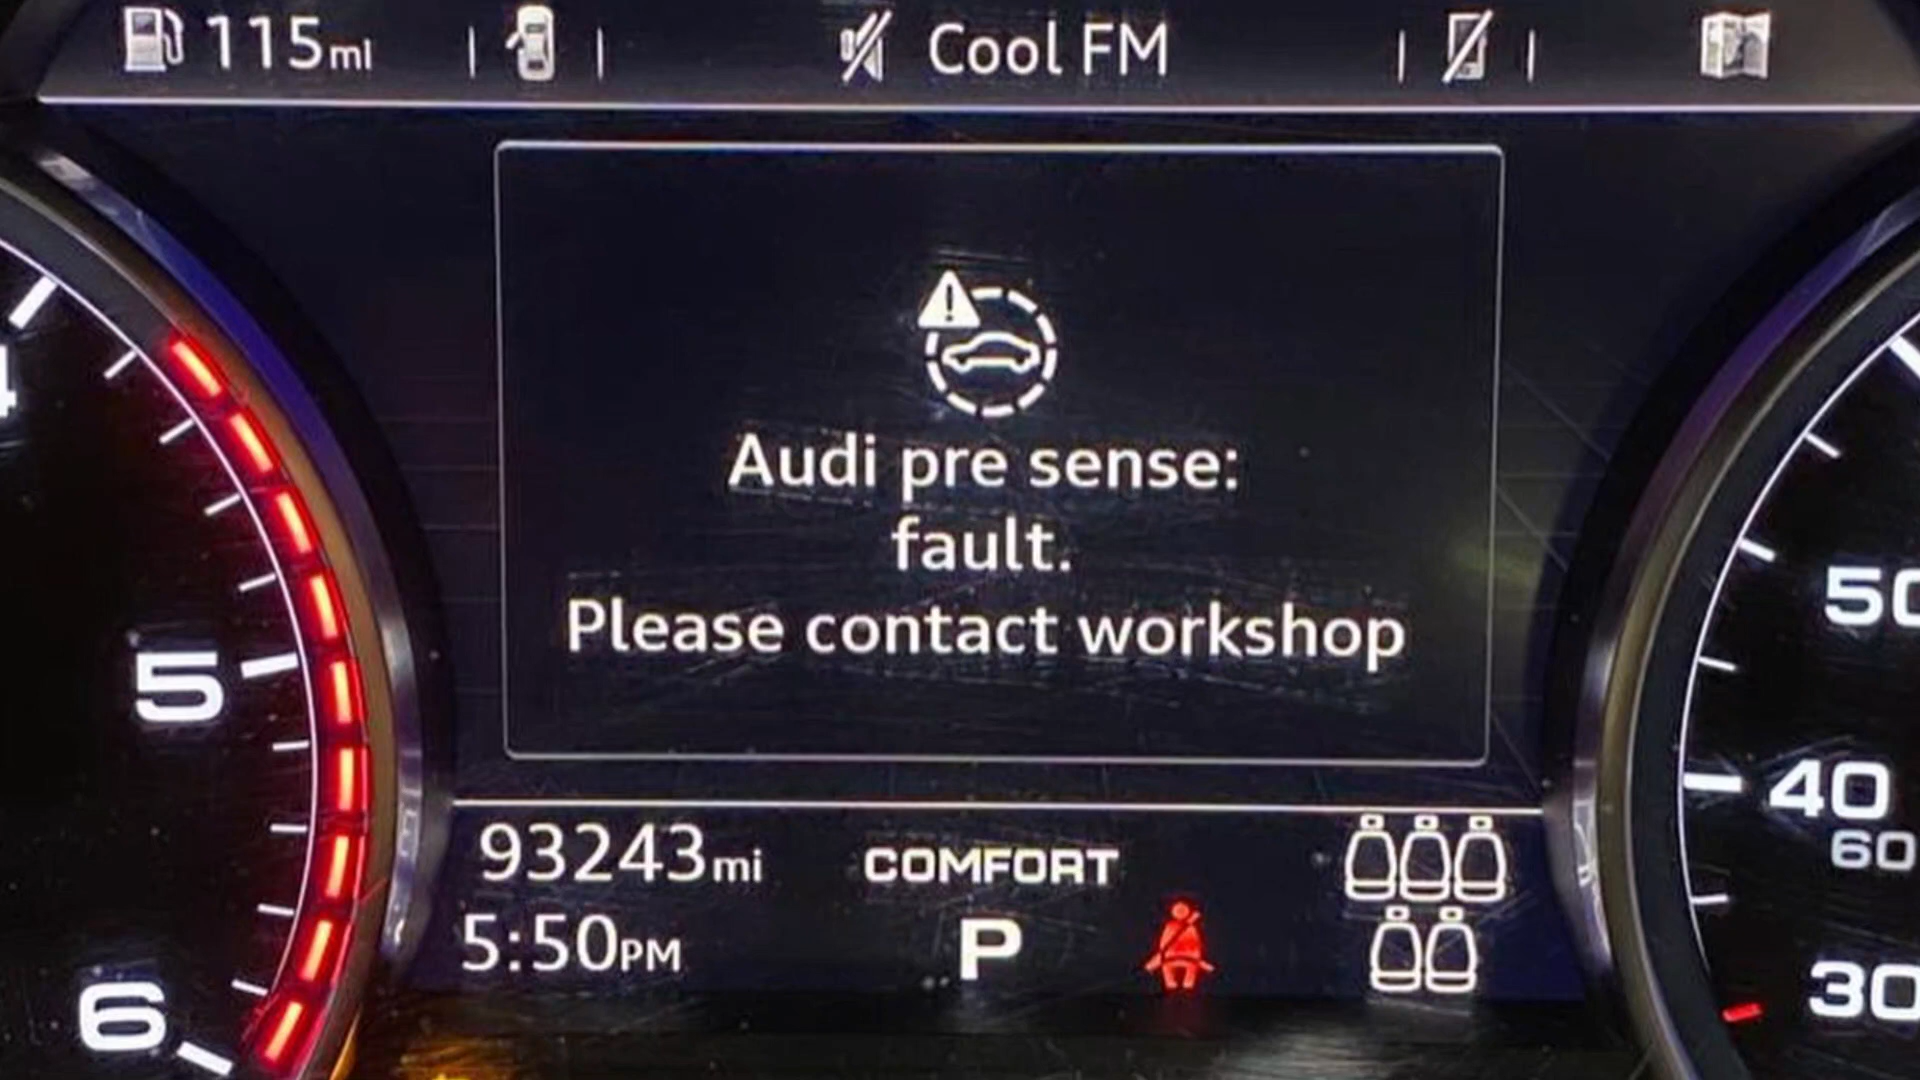 115mi
Cool FM
Audi pre sense:
fault.
Please contact workshop
93243mi
COMFORT
5:50PM
P
5
6
50
40
60
30